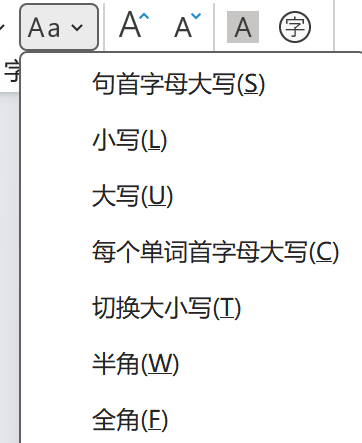 Aa A A A 字
字
句首字母大写(S)
小写(L)
大写(U)
每个单词首字母大写(C)
切换大小写(T)
半角(W)
全角(F)